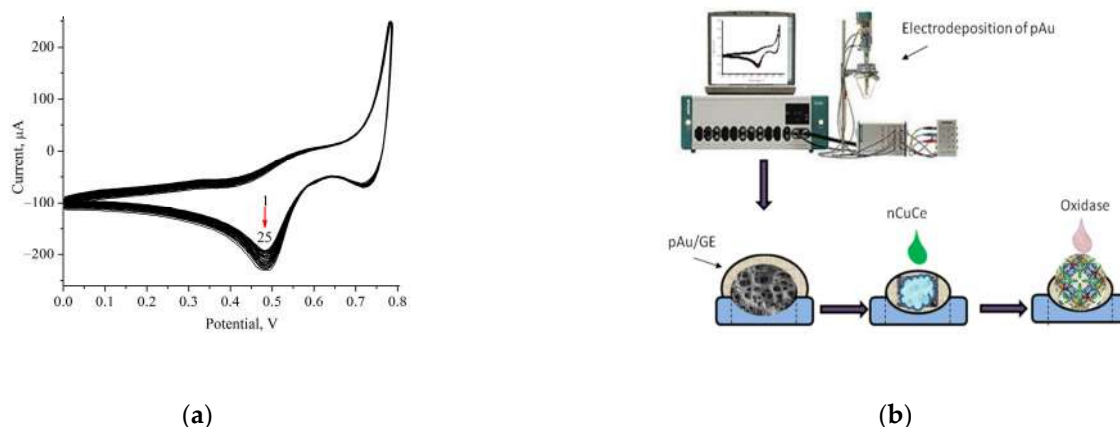 200
100
0
−100
−200
Current, μA
1
25
0.0 0.1 0.2 0.3 0.4 0.5 0.6 0.7 0.8
Potential, V
(a)
Electrodeposition of pAu
pAu/GE
nCuCe
Oxidase
(b)